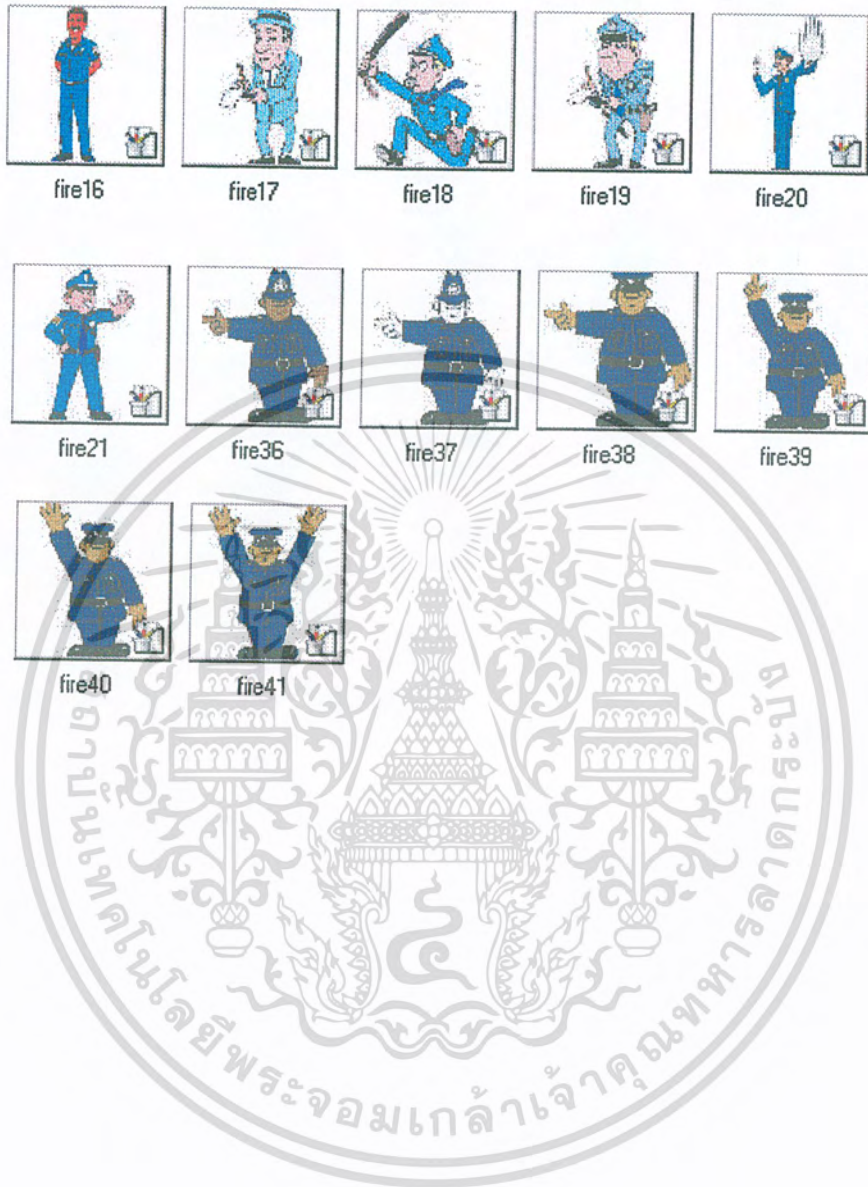 fire16 fire17 fire18 fire19 fire20
fire21 fire36 fire37 fire38 fire39
fire40 fire41
สถาบันเทคโนโลยีพระจอมเกล้าเจ้าคุณทหารลาดกระบัง